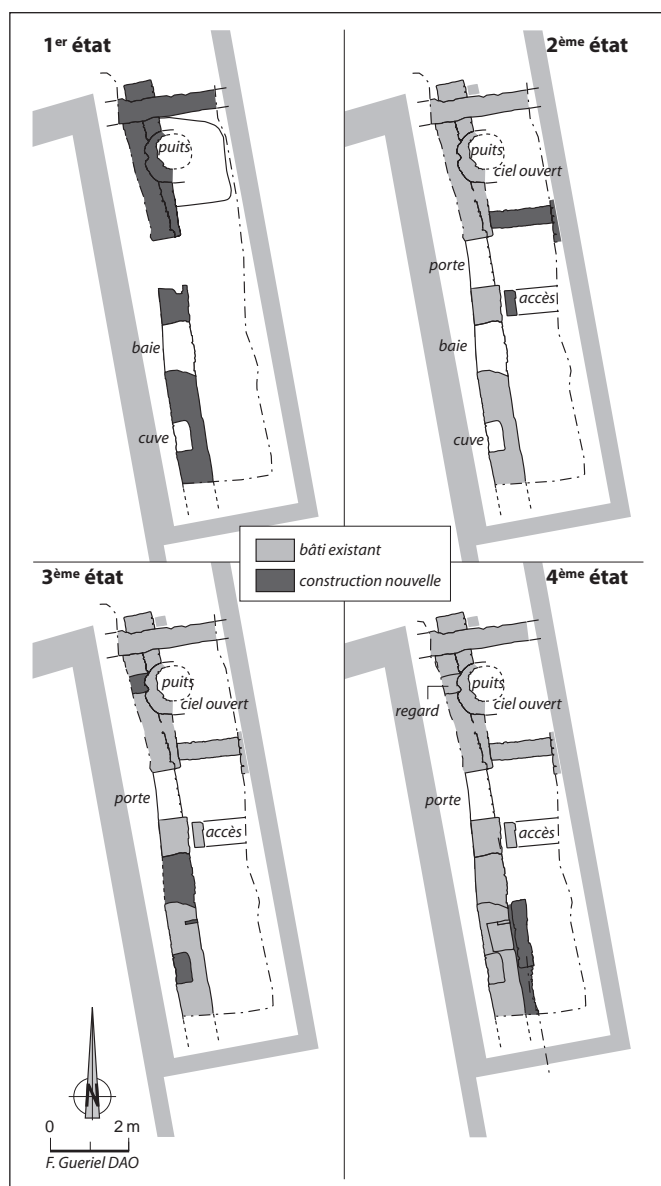 1er état
puits
baie
cuve
2ème état
puits
ciel ouvert
porte
accès
baie
cuve
bâti existant
construction nouvelle
3ème état
puits
ciel ouvert
porte
accès
4ème état
puits
ciel ouvert
regard
porte
accès
N
0 2 m
F. Gueriel DAO